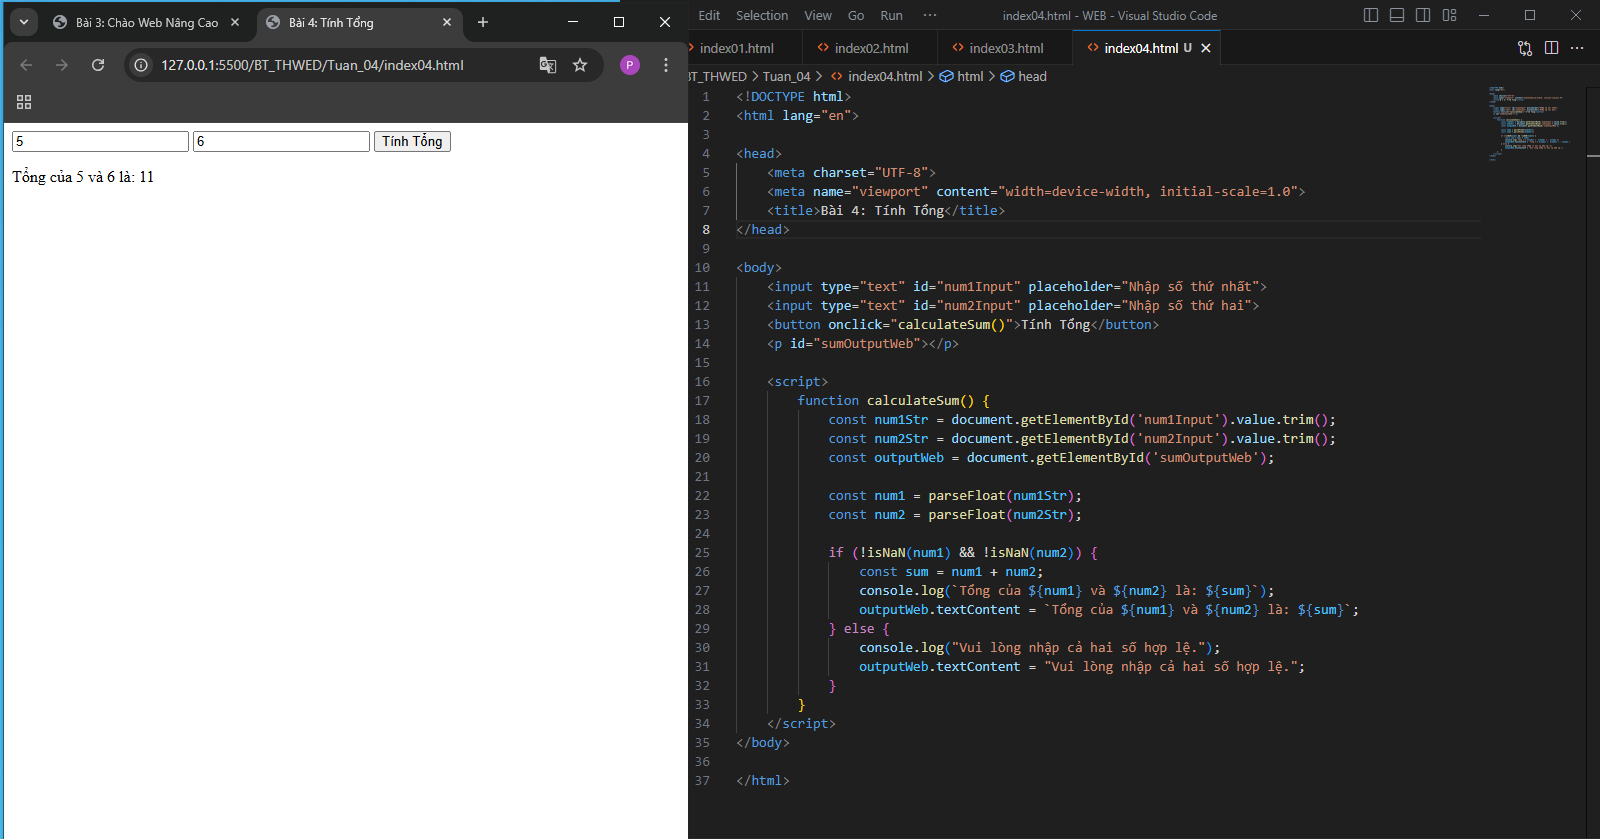 Bài 3: Chào Web Nâng Cao
Bài 4: Tính Tổng
127.0.0.1:5500/BT_THWED/Tuan_04/index04.html
P
5
6
Tính Tổng
Tổng của 5 và 6 là: 11
Edit Selection View Go Run ···
index04.html - WEB - Visual Studio Code
index01.html
index02.html
index03.html
index04.html U
BT_THWED > Tuan_04 > index04.html > html > head
1 <!DOCTYPE html>
2 <html lang="en">
3
4 <head>
5 <meta charset="UTF-8">
6 <meta name="viewport" content="width=device-width, initial-scale=1.0">
7 <title>Bài 4: Tính Tổng</title>
8 </head>
9
10 <body>
11 <input type="text" id="num1Input" placeholder="Nhập số thứ nhất">
12 <input type="text" id="num2Input" placeholder="Nhập số thứ hai">
13 <button onclick="calculateSum()">Tính Tổng</button>
14 <p id="sumOutputWeb"></p>
15
16 <script>
17 function calculateSum() {
18 const num1Str = document.getElementById('num1Input').value.trim();
19 const num2Str = document.getElementById('num2Input').value.trim();
20 const outputWeb = document.getElementById('sumOutputWeb');
21
22 const num1 = parseFloat(num1Str);
23 const num2 = parseFloat(num2Str);
24
25 if (!isNaN(num1) && !isNaN(num2)) {
26 const sum = num1 + num2;
27 console.log(`Tổng của ${num1} và ${num2} là: ${sum}`);
28 outputWeb.textContent = `Tổng của ${num1} và ${num2} là: ${sum}`;
29 } else {
30 console.log("Vui lòng nhập cả hai số hợp lệ.");
31 outputWeb.textContent = "Vui lòng nhập cả hai số hợp lệ.";
32 }
33 }
34 </script>
35 </body>
36
37 </html>